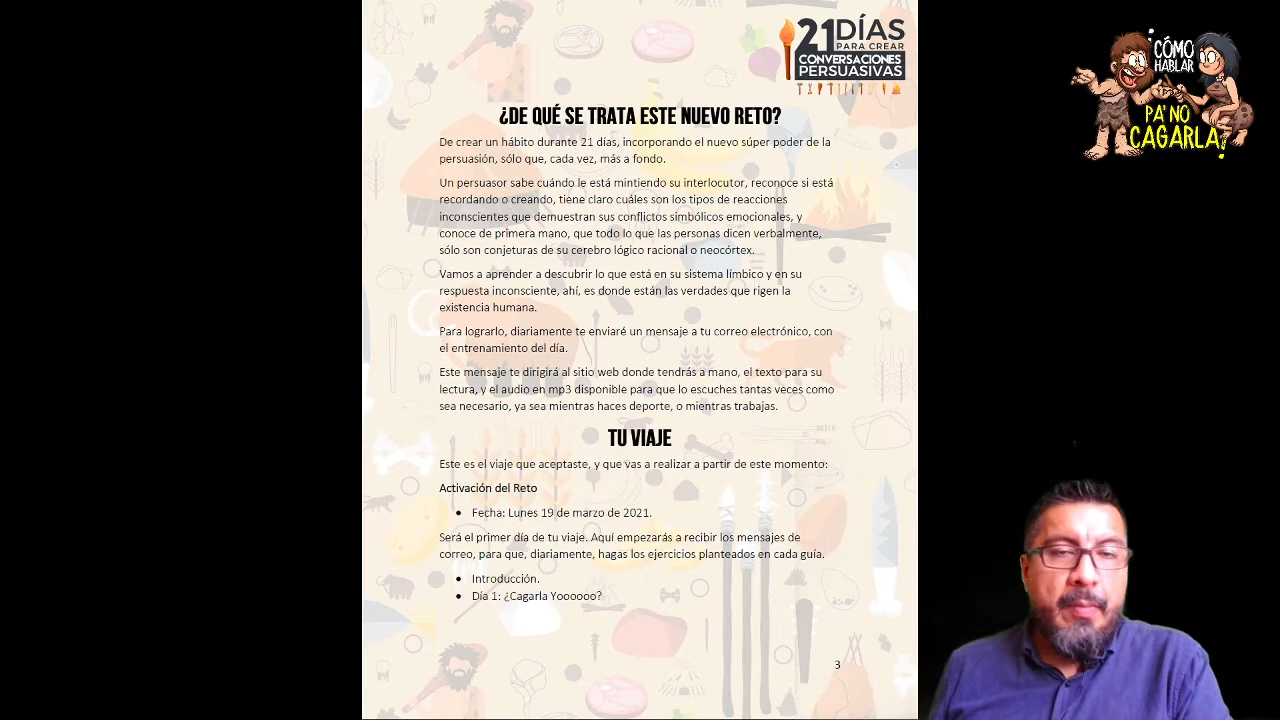 21 DÍAS
PARA CREAR
CONVERSACIONES
PERSUASIVAS
¿CÓMO
HABLAR
PA' NO
CAGARLA?
¿DE QUÉ SE TRATA ESTE NUEVO RETO?
De crear un hábito durante 21 días, incorporando el nuevo súper poder de la
persuasión, sólo que, cada vez, más a fondo.
Un persuasor sabe cuándo le está mintiendo su interlocutor, reconoce si está
recordando o creando, tiene claro cuáles son los tipos de reacciones
inconscientes que demuestran sus conflictos simbólicos emocionales, y
conoce de primera mano, que todo lo que las personas dicen verbalmente,
sólo son conjeturas de su cerebro lógico racional o neocórtex.
Vamos a aprender a descubrir lo que está en su sistema límbico y en su
respuesta inconsciente, ahí, es donde están las verdades que rigen la
existencia humana.
Para lograrlo, diariamente te enviaré un mensaje a tu correo electrónico, con
el entrenamiento del día.
Este mensaje te dirigirá al sitio web donde tendrás a mano, el texto para su
lectura, y el audio en mp3 disponible para que lo escuches tantas veces como
sea necesario, ya sea mientras haces deporte, o mientras trabajas.
TU VIAJE
Este es el viaje que aceptaste, y que vas a realizar a partir de este momento:
Activación del Reto
• Fecha: Lunes 19 de marzo de 2021.
Será el primer día de tu viaje. Aquí empezarás a recibir los mensajes de
correo, para que, diariamente, hagas los ejercicios planteados en cada guía.
• Introducción.
• Día 1: ¿Cagarla Yoooooo?
3